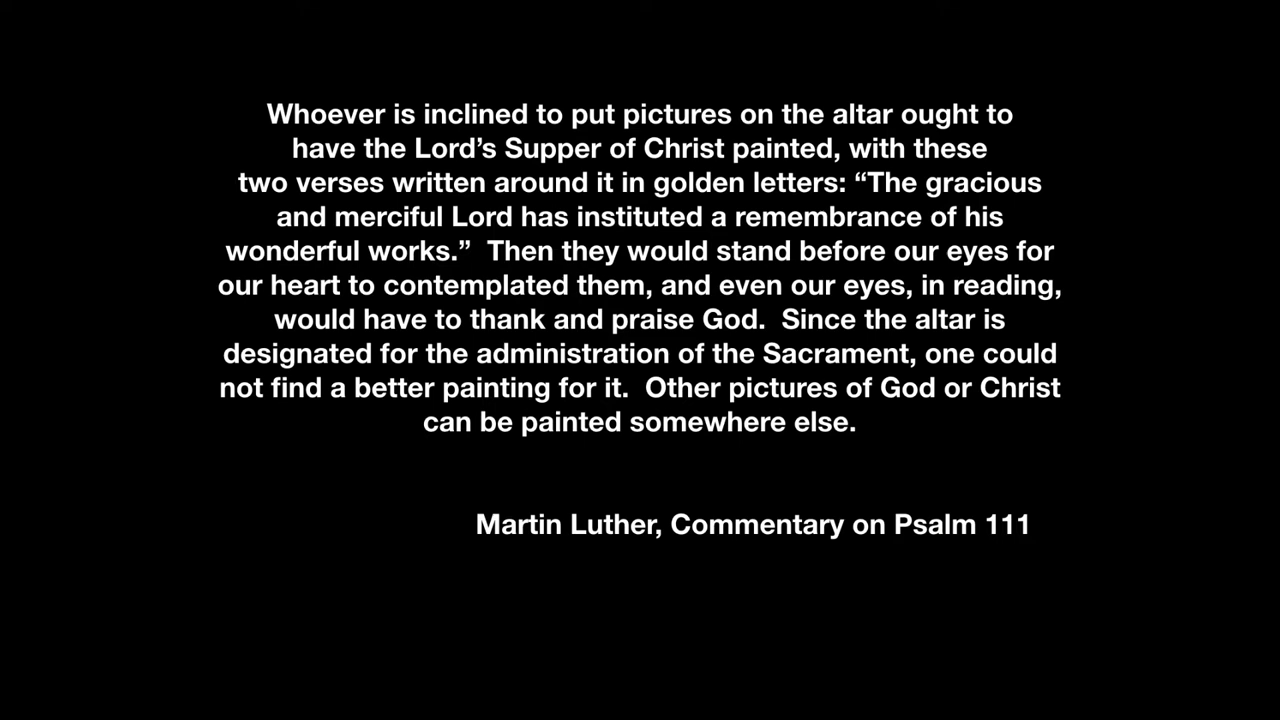 Whoever is inclined to put pictures on the altar ought to
have the Lord’s Supper of Christ painted, with these
two verses written around it in golden letters: “The gracious
and merciful Lord has instituted a remembrance of his
wonderful works.”  Then they would stand before our eyes for
our heart to contemplated them, and even our eyes, in reading,
would have to thank and praise God.  Since the altar is
designated for the administration of the Sacrament, one could
not find a better painting for it.  Other pictures of God or Christ
can be painted somewhere else.
Martin Luther, Commentary on Psalm 111